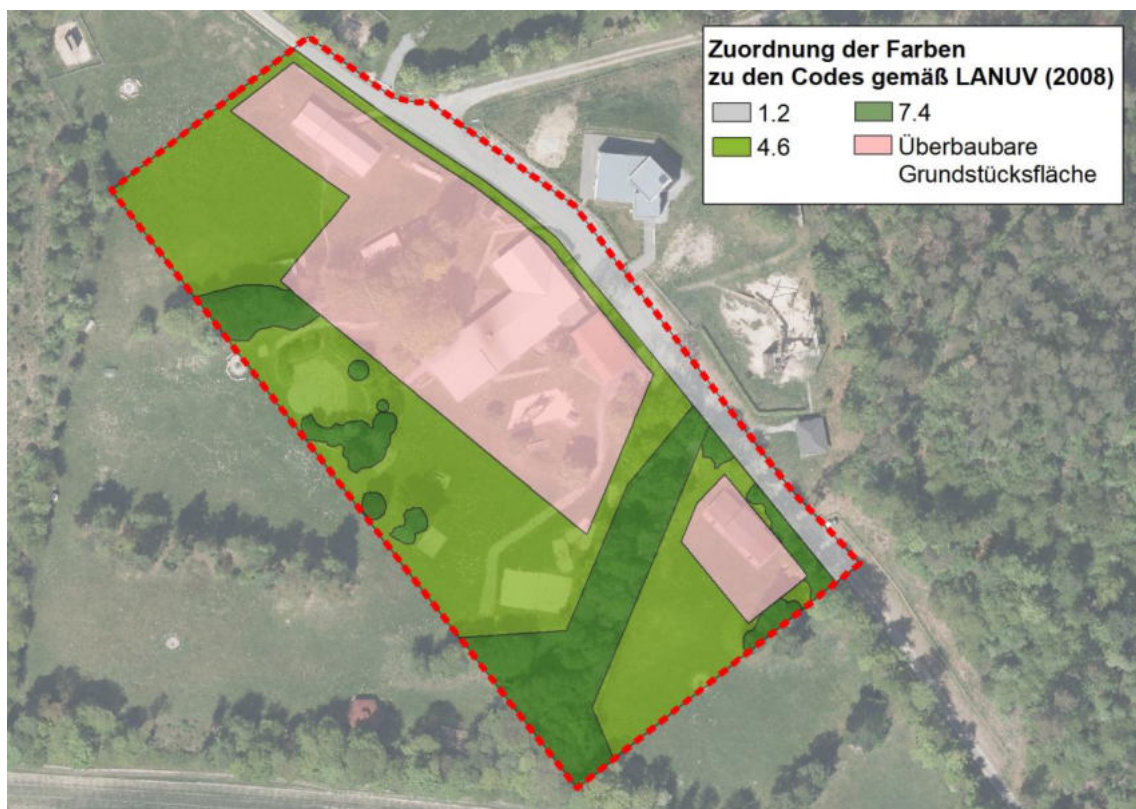 Zuordnung der Farben
zu den Codes gemäß LANUV (2008)
1.2
7.4
4.6
Überbaubare
Grundstücksfläche